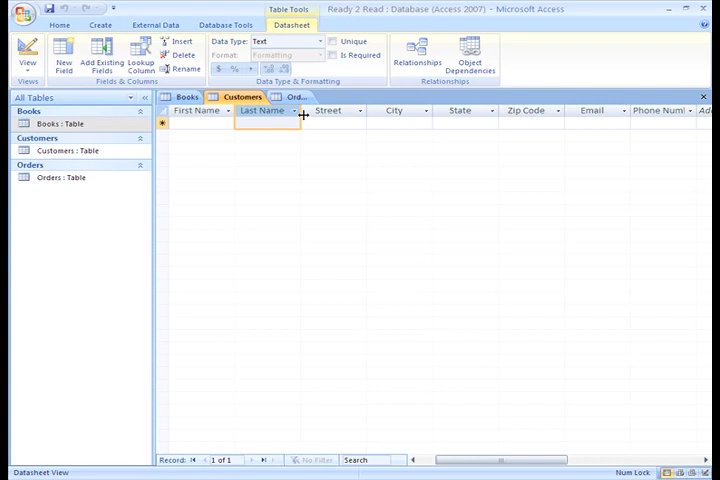 Table Tools
Ready 2 Read : Database (Access 2007) - Microsoft Access
Home
Create
External Data
Database Tools
Datasheet
View
Views
New Field
Add Existing Fields
Lookup Column
Insert
Delete
Rename
Fields & Columns
Data Type: Text
Format: Formatting
$ % ,
Unique
Is Required
Data Type & Formatting
Relationships
Object Dependencies
Relationships
All Tables
Books
Books : Table
Customers
Customers : Table
Orders
Orders : Table
Books
Customers
Ord...
First Name
Last Name
Street
City
State
Zip Code
Email
Phone Numl
Record: 1 of 1
No Filter
Search
Datasheet View
Num Lock